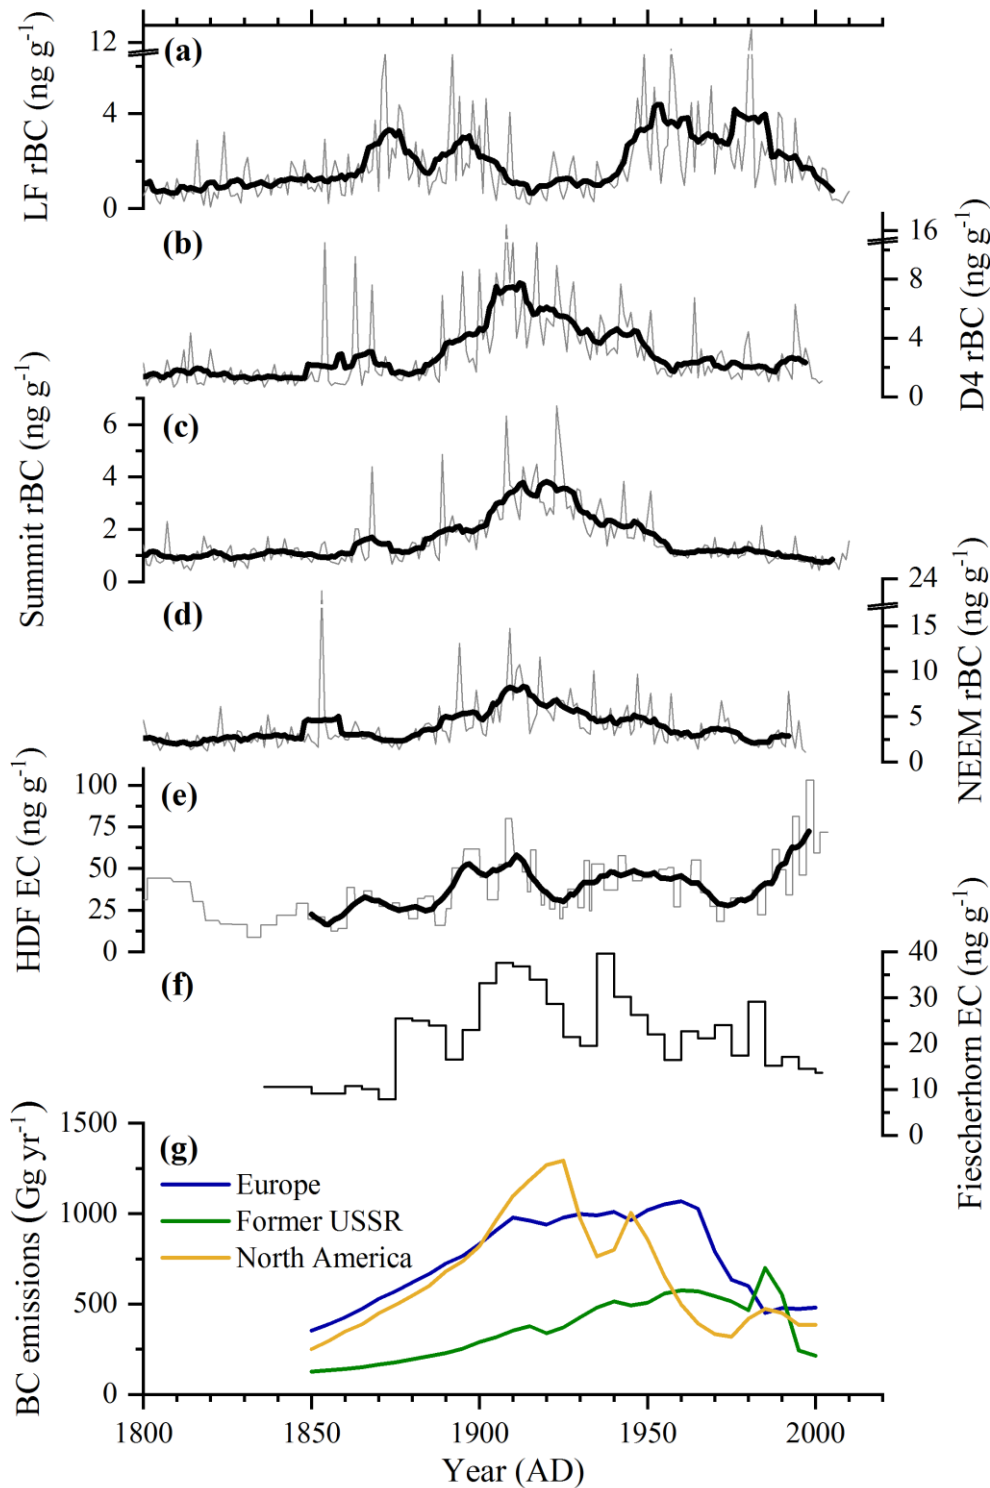 (a)
LF rBC (ng g⁻¹)
12
4
0
(b)
D4 rBC (ng g⁻¹)
16
8
4
0
(c)
Summit rBC (ng g⁻¹)
6
4
2
0
(d)
NEEM rBC (ng g⁻¹)
24
15
10
5
0
(e)
HDF EC (ng g⁻¹)
100
75
50
25
0
(f)
Fiescherhorn EC (ng g⁻¹)
40
30
20
10
0
(g)
BC emissions (Gg yr⁻¹)
1500
1000
500
0
Europe
Former USSR
North America
1800 1850 1900 1950 2000
Year (AD)